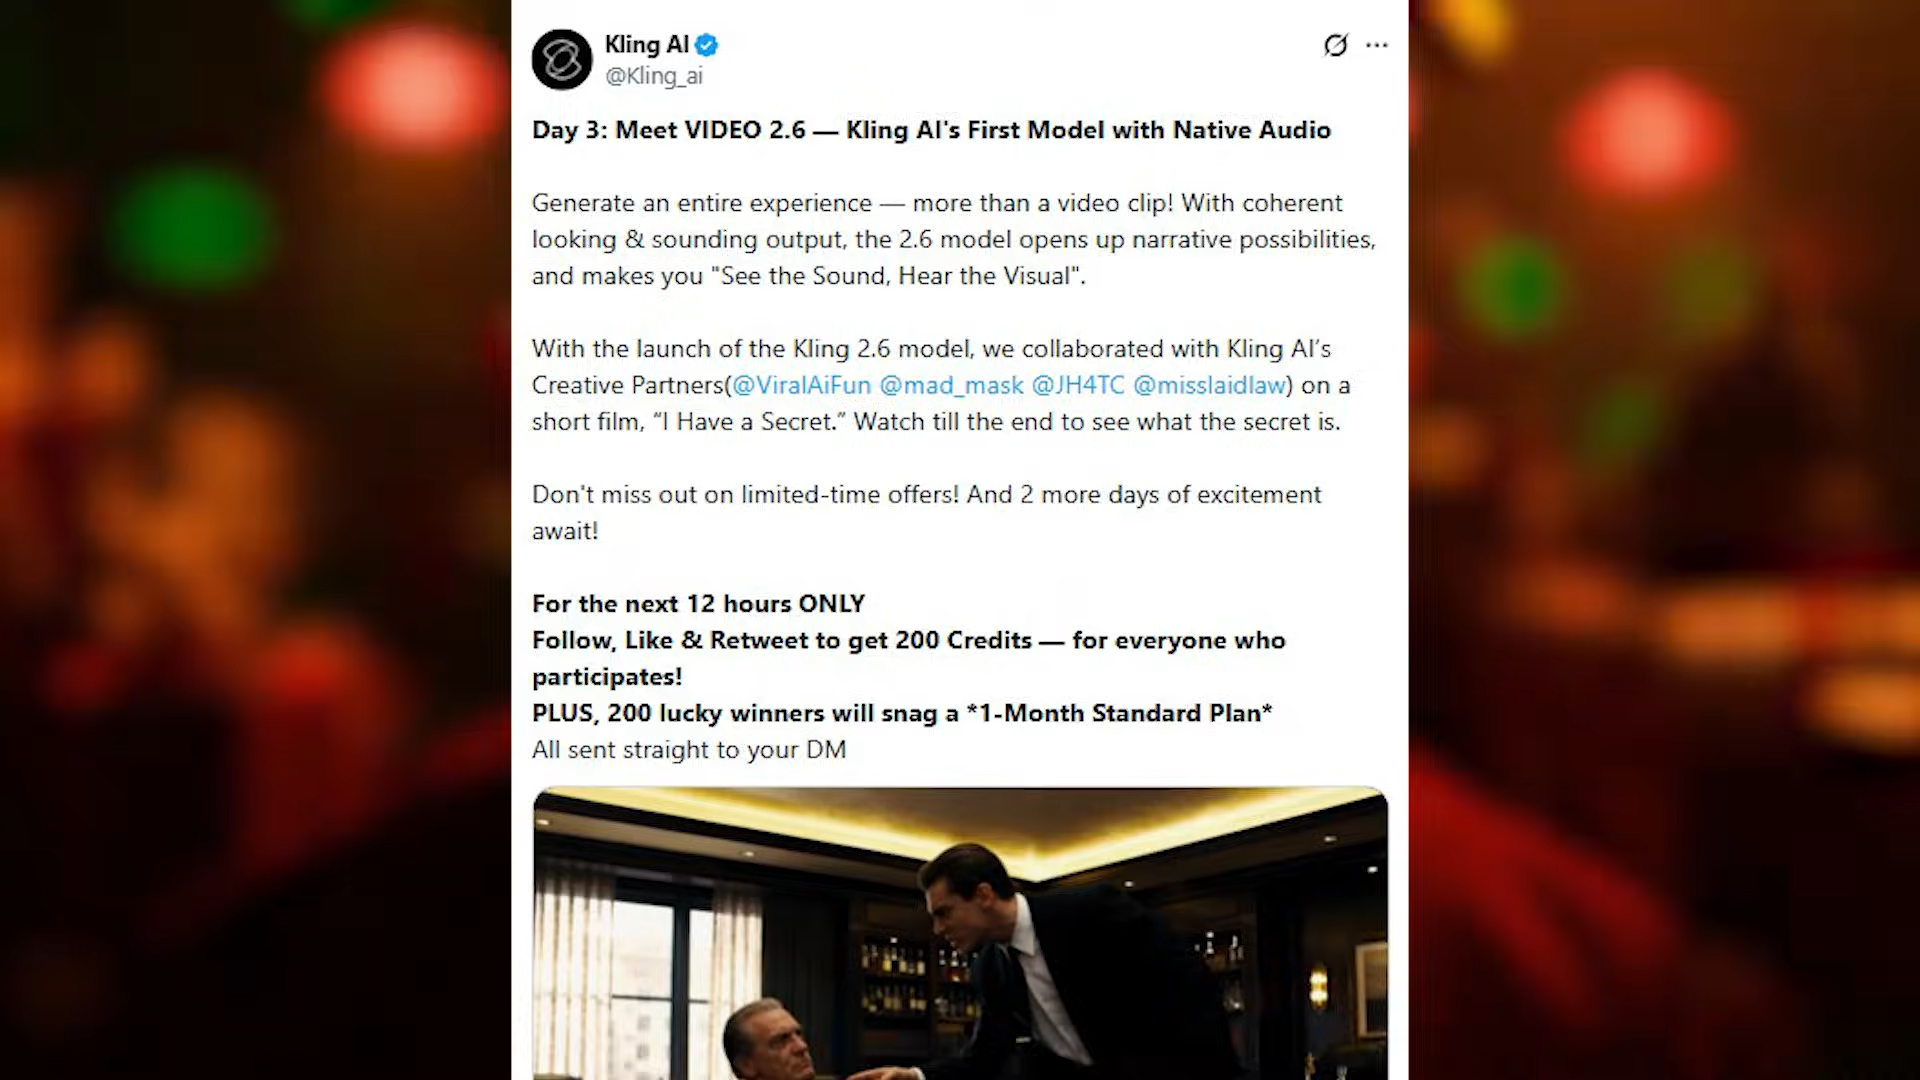 Kling AI
@Kling_ai
Day 3: Meet VIDEO 2.6 — Kling AI's First Model with Native Audio
Generate an entire experience — more than a video clip! With coherent
looking & sounding output, the 2.6 model opens up narrative possibilities,
and makes you "See the Sound, Hear the Visual".
With the launch of the Kling 2.6 model, we collaborated with Kling AI’s
Creative Partners(@ViralAiFun @mad_mask @JH4TC @misslaidlaw) on a
short film, “I Have a Secret.” Watch till the end to see what the secret is.
Don't miss out on limited-time offers! And 2 more days of excitement
await!
For the next 12 hours ONLY
Follow, Like & Retweet to get 200 Credits — for everyone who
participates!
PLUS, 200 lucky winners will snag a *1-Month Standard Plan*
All sent straight to your DM